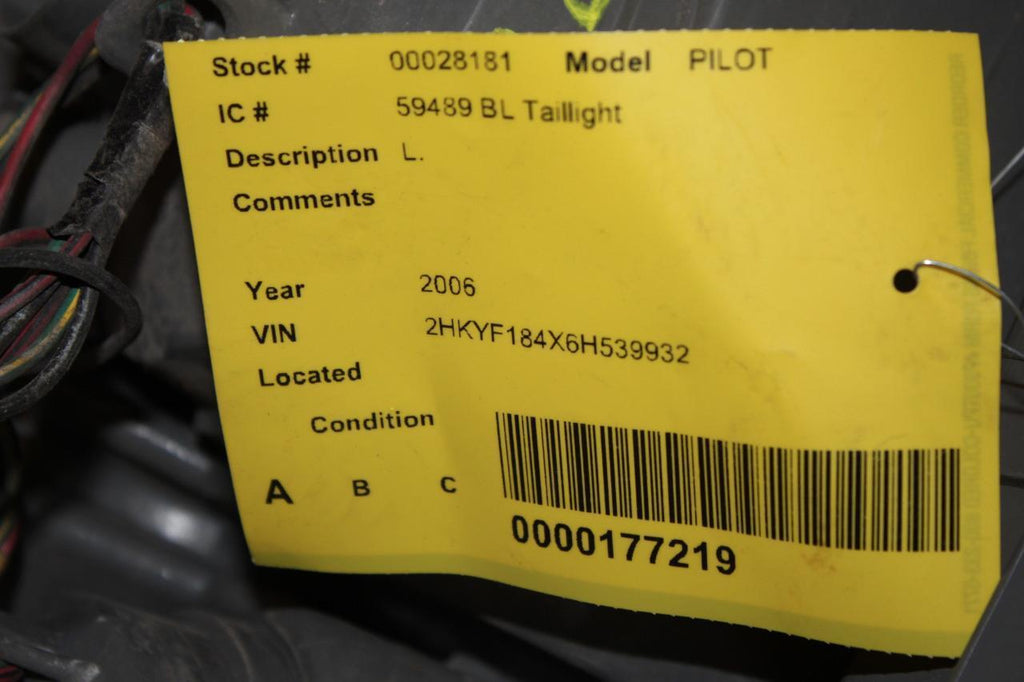 Stock # 00028181 Model PILOT
IC # 59489 BL Taillight
Description L.
Comments
Year 2006
VIN 2HKYF184X6H539932
Located
Condition
A B C
0000177219